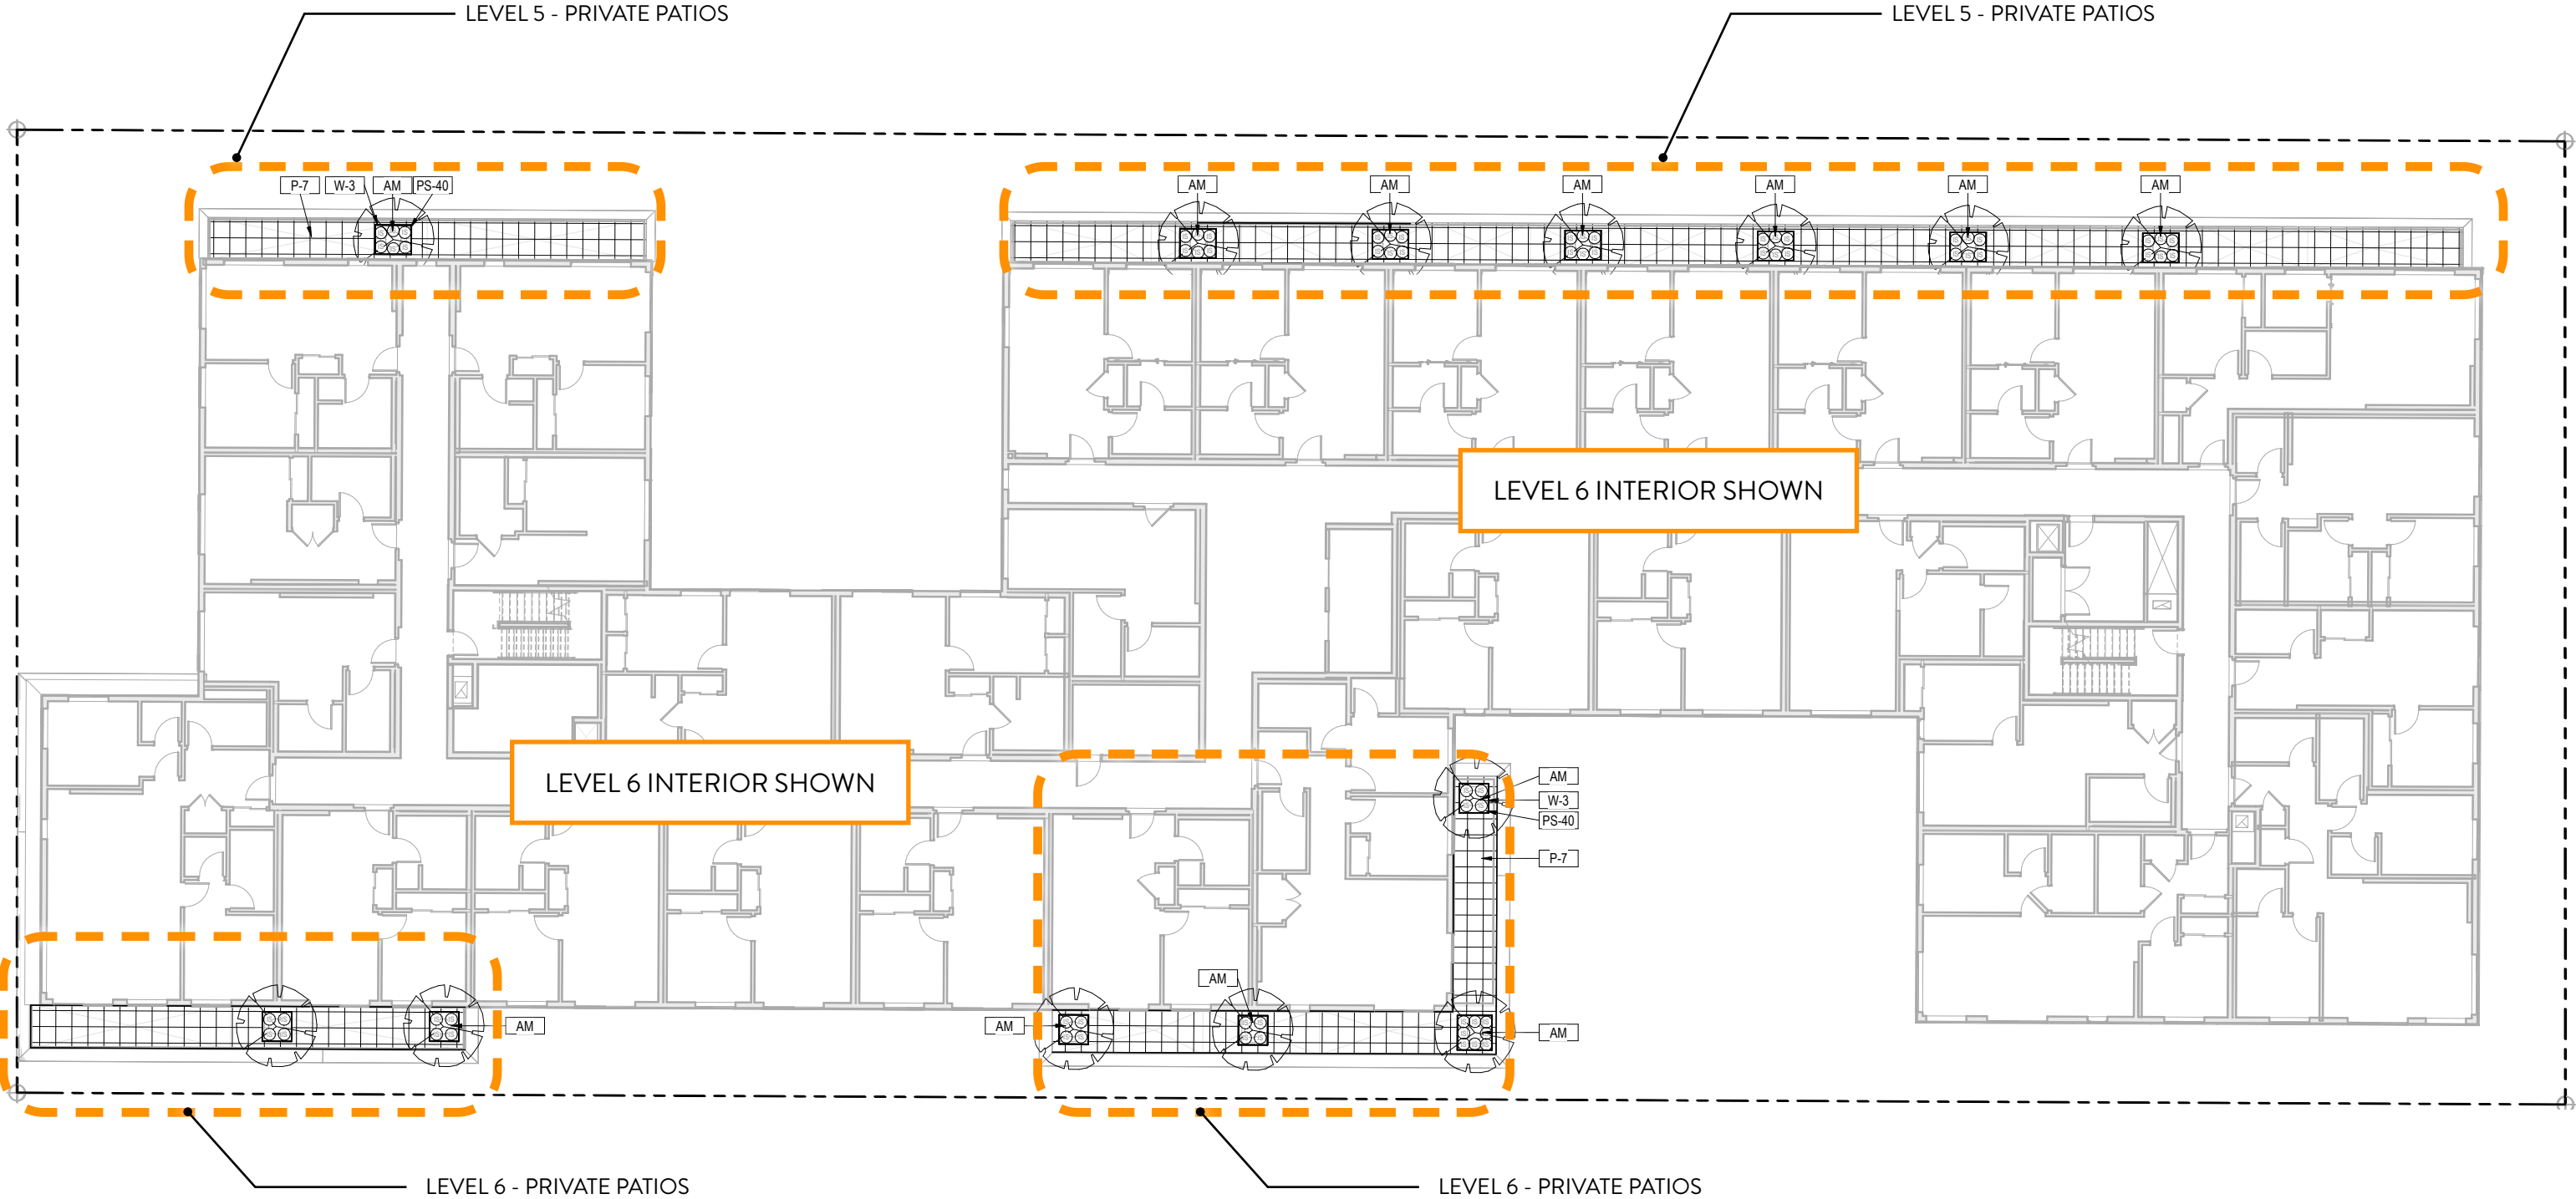 LEVEL 5 - PRIVATE PATIOS
LEVEL 5 - PRIVATE PATIOS
P-7
W-3
AM
PS-40
AM
AM
AM
AM
AM
AM
LEVEL 6 INTERIOR SHOWN
LEVEL 6 INTERIOR SHOWN
AM
W-3
PS-40
P-7
AM
AM
AM
AM
LEVEL 6 - PRIVATE PATIOS
LEVEL 6 - PRIVATE PATIOS